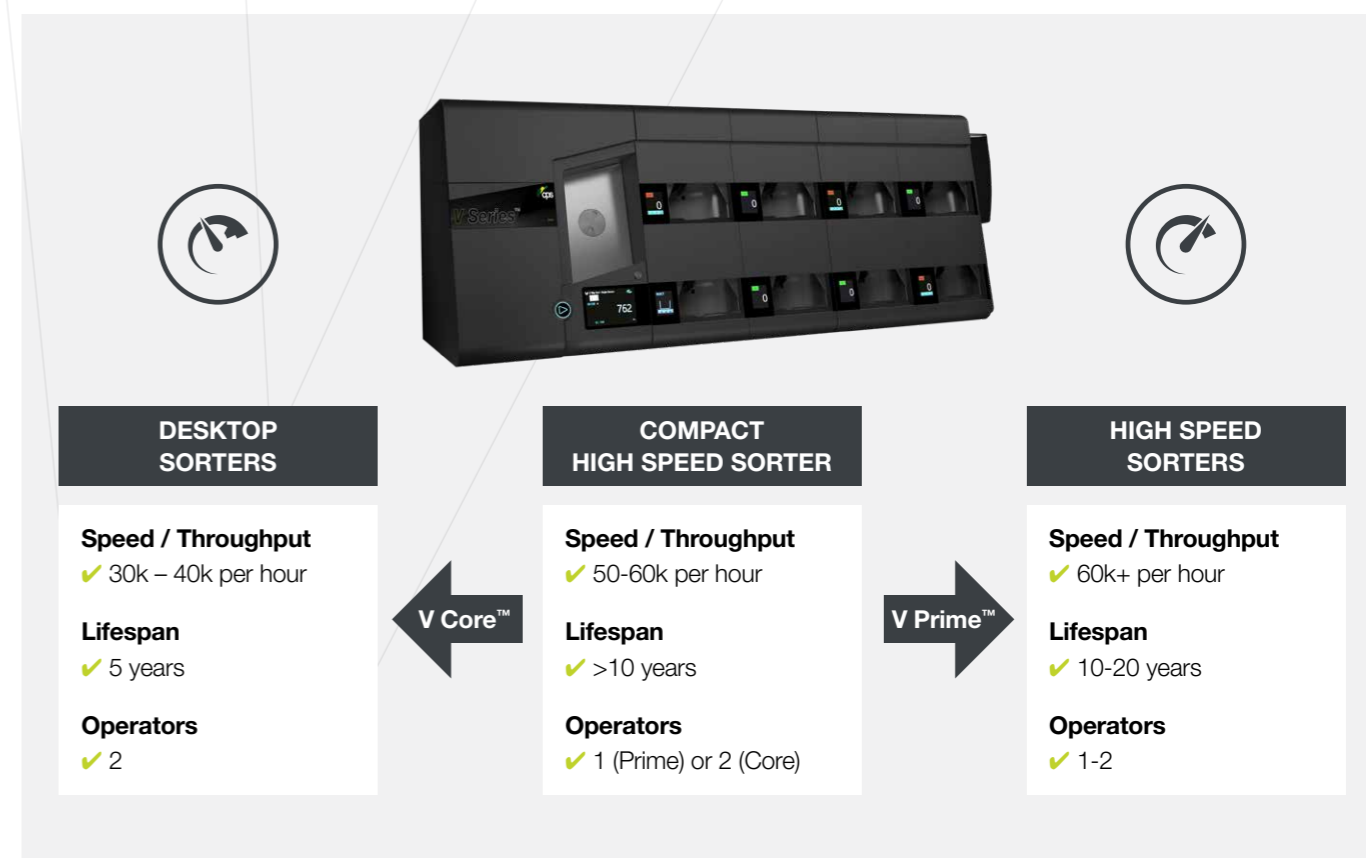 cps
V-Series™
0
0
0
0
762
0
0
0
DESKTOP
SORTERS
Speed / Throughput
✔ 30k – 40k per hour
Lifespan
✔ 5 years
Operators
✔ 2
V Core™
COMPACT
HIGH SPEED SORTER
Speed / Throughput
✔ 50-60k per hour
Lifespan
✔ >10 years
Operators
✔ 1 (Prime) or 2 (Core)
V Prime™
HIGH SPEED
SORTERS
Speed / Throughput
✔ 60k+ per hour
Lifespan
✔ 10-20 years
Operators
✔ 1-2